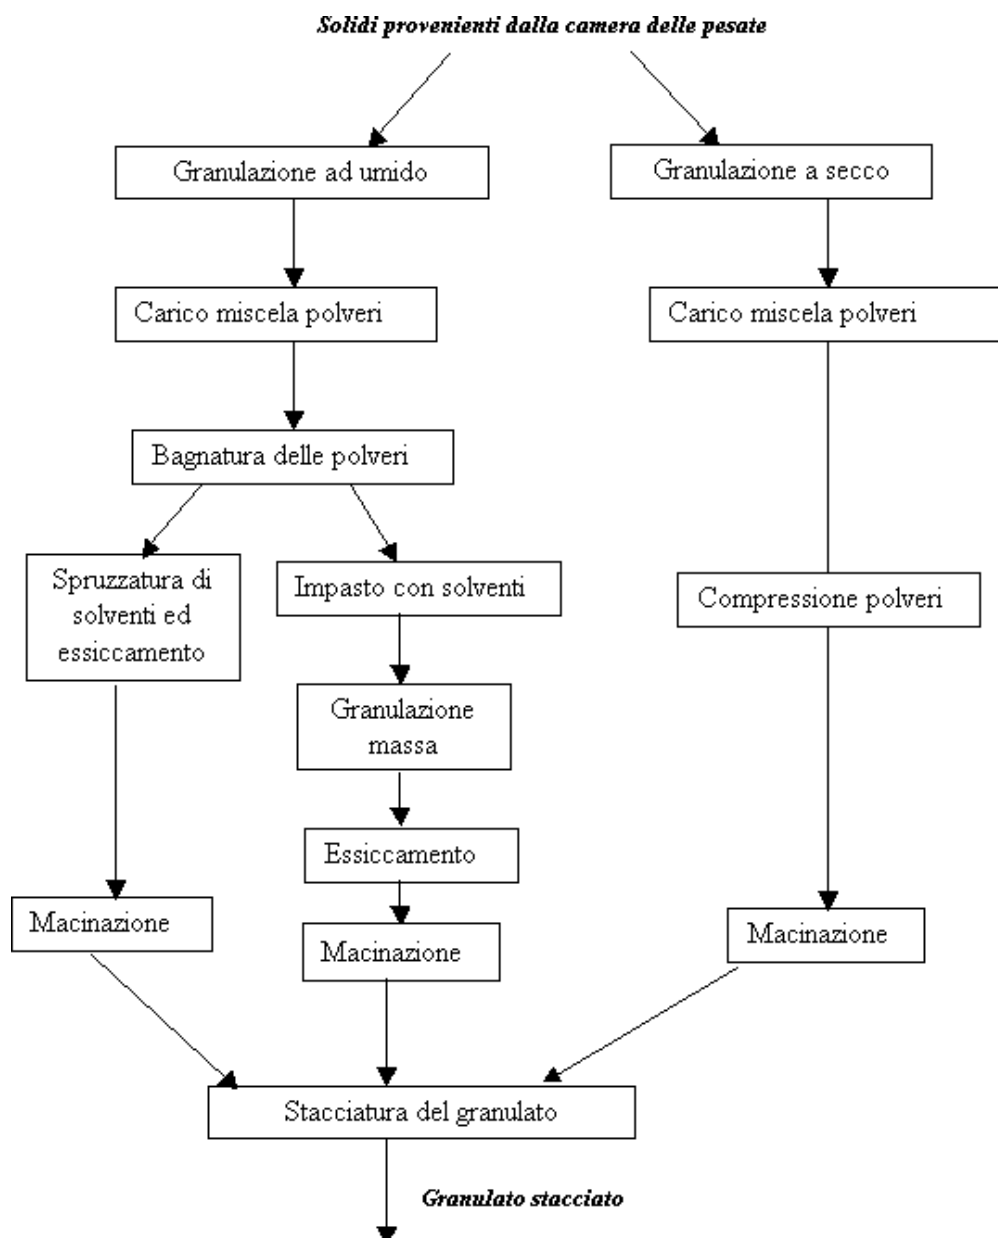 Solidi provenienti dalla camera delle pesate
Granulazione ad umido
Granulazione a secco
Carico miscela polveri
Carico miscela polveri
Bagnatura delle polveri
Spruzzatura di
solventi ed
essiccamento
Impasto con solventi
Compressione polveri
Granulazione
massa
Essiccamento
Macinazione
Macinazione
Macinazione
Stacciatura del granulato
Granulato stacciato